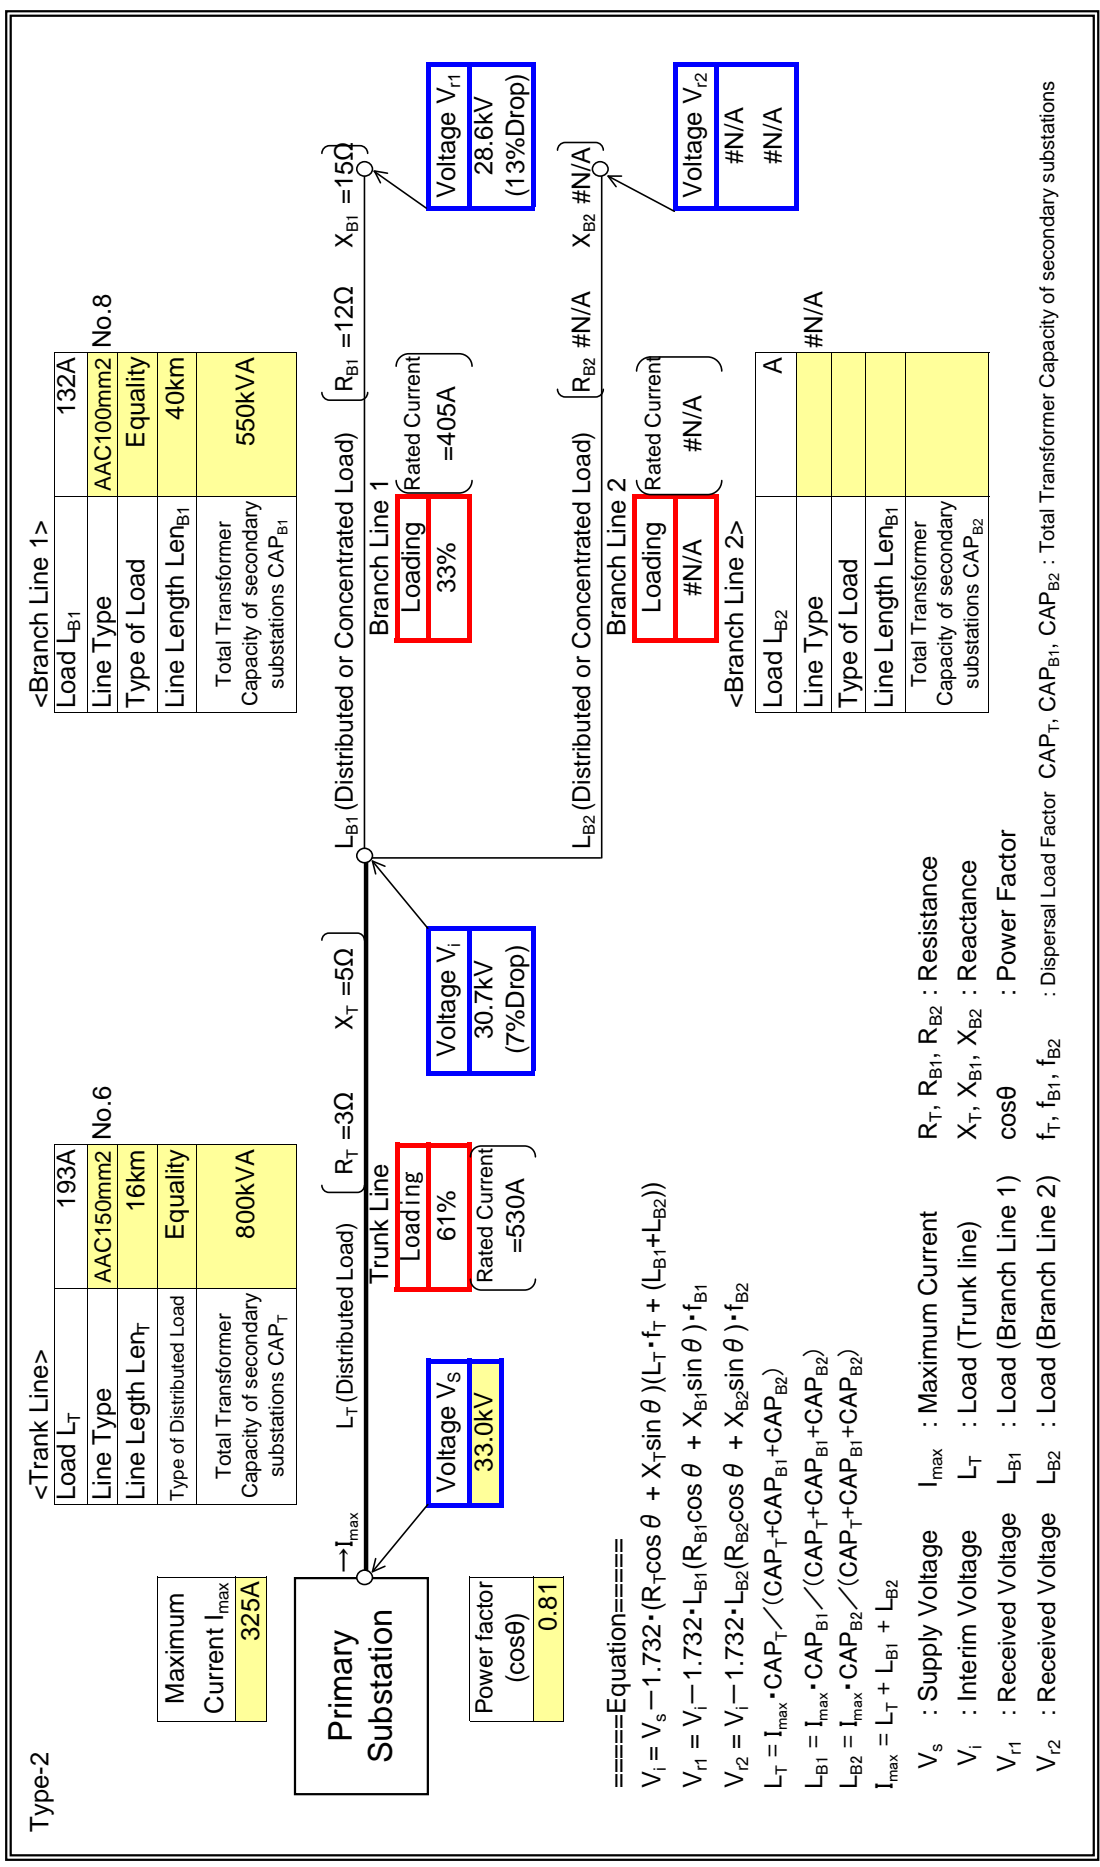 Type-2
Maximum
Current Imax
325A
<Trank Line>
Load LT 193A
Line Type AAC150mm2 No.6
Line Legth LenT 16km
Type of Distributed Load Equality
Total Transformer
Capacity of secondary
substations CAPT
800kVA
<Branch Line 1>
Load LB1 132A
Line Type AAC100mm2 No.8
Type of Load Equality
Line Length LenB1 40km
Total Transformer
Capacity of secondary
substations CAPB1
550kVA
Primary
Substation
→Imax
LT (Distributed Load)
RT =3Ω XT =5Ω
LB1 (Distributed or Concentrated Load)
RB1 =12Ω XB1 =15Ω
Trunk Line
Loading
61%
Rated Current
=530A
Branch Line 1
Loading
33%
Rated Current
=405A
Voltage VS
33.0kV
Voltage Vi
30.7kV
(7%Drop)
Voltage Vr1
28.6kV
(13%Drop)
Power factor
(cosθ)
0.81
LB2 (Distributed or Concentrated Load)
RB2 #N/A XB2 #N/A
Branch Line 2
Loading
#N/A
Rated Current
#N/A
Voltage Vr2
#N/A
#N/A
<Branch Line 2>
Load LB2 A
Line Type #N/A
Type of Load
Line Length LenB1
Total Transformer
Capacity of secondary
substations CAPB2
=====Equation=====
Vi = Vs－1.732･(RTcosθ + XTsinθ)(LT･fT + (LB1+LB2))
Vr1 = Vi－1.732･LB1(RB1cosθ + XB1sinθ)･fB1
Vr2 = Vi－1.732･LB2(RB2cosθ + XB2sinθ)･fB2
LT = Imax･CAPT／(CAPT+CAPB1+CAPB2)
LB1 = Imax･CAPB1／(CAPT+CAPB1+CAPB2)
LB2 = Imax･CAPB2／(CAPT+CAPB1+CAPB2)
Imax = LT + LB1 + LB2
Vs : Supply Voltage Imax : Maximum Current RT, RB1, RB2 : Resistance
Vi : Interim Voltage LT : Load (Trunk line) XT, XB1, XB2 : Reactance
Vr1 : Received Voltage LB1 : Load (Branch Line 1) cosθ : Power Factor
Vr2 : Received Voltage LB2 : Load (Branch Line 2) fT, fB1, fB2 : Dispersal Load Factor CAPT, CAPB1, CAPB2 : Total Transformer Capacity of secondary substations